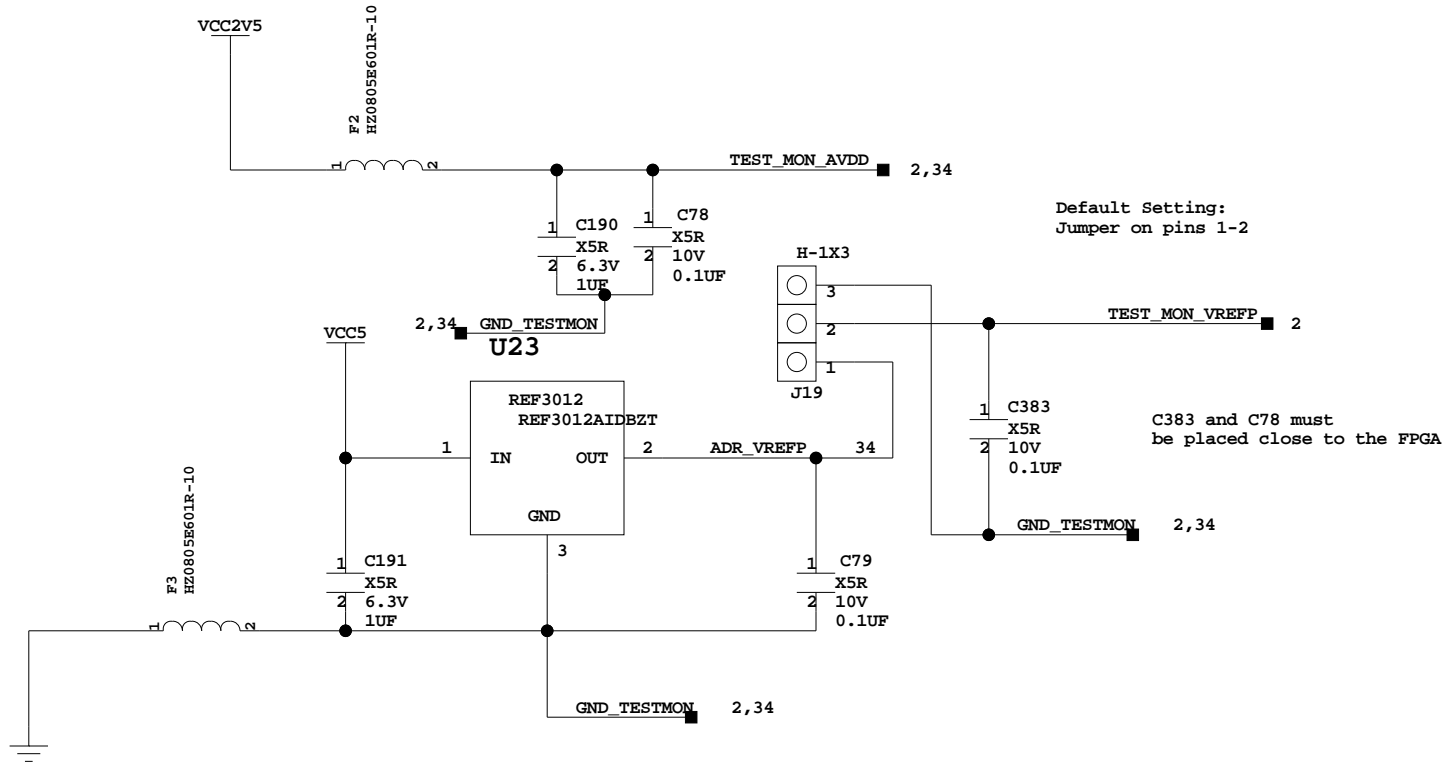 VCC2V5
F2
HZ0805E601R-10
1
2
TEST_MON_AVDD
2,34
1
C190
X5R
2
6.3V
1UF
1
C78
X5R
2
10V
0.1UF
2,34
GND_TESTMON
Default Setting:
Jumper on pins 1-2
H-1X3
3
2
1
J19
TEST_MON_VREFP
2
VCC5
U23
REF3012
REF3012AIDBZT
1
IN
OUT
2
GND
3
ADR_VREFP
34
1
C383
X5R
2
10V
0.1UF
C383 and C78 must
be placed close to the FPGA
GND_TESTMON
2,34
F3
HZ0805E601R-10
1
2
1
C191
X5R
2
6.3V
1UF
1
C79
X5R
2
10V
0.1UF
GND_TESTMON
2,34